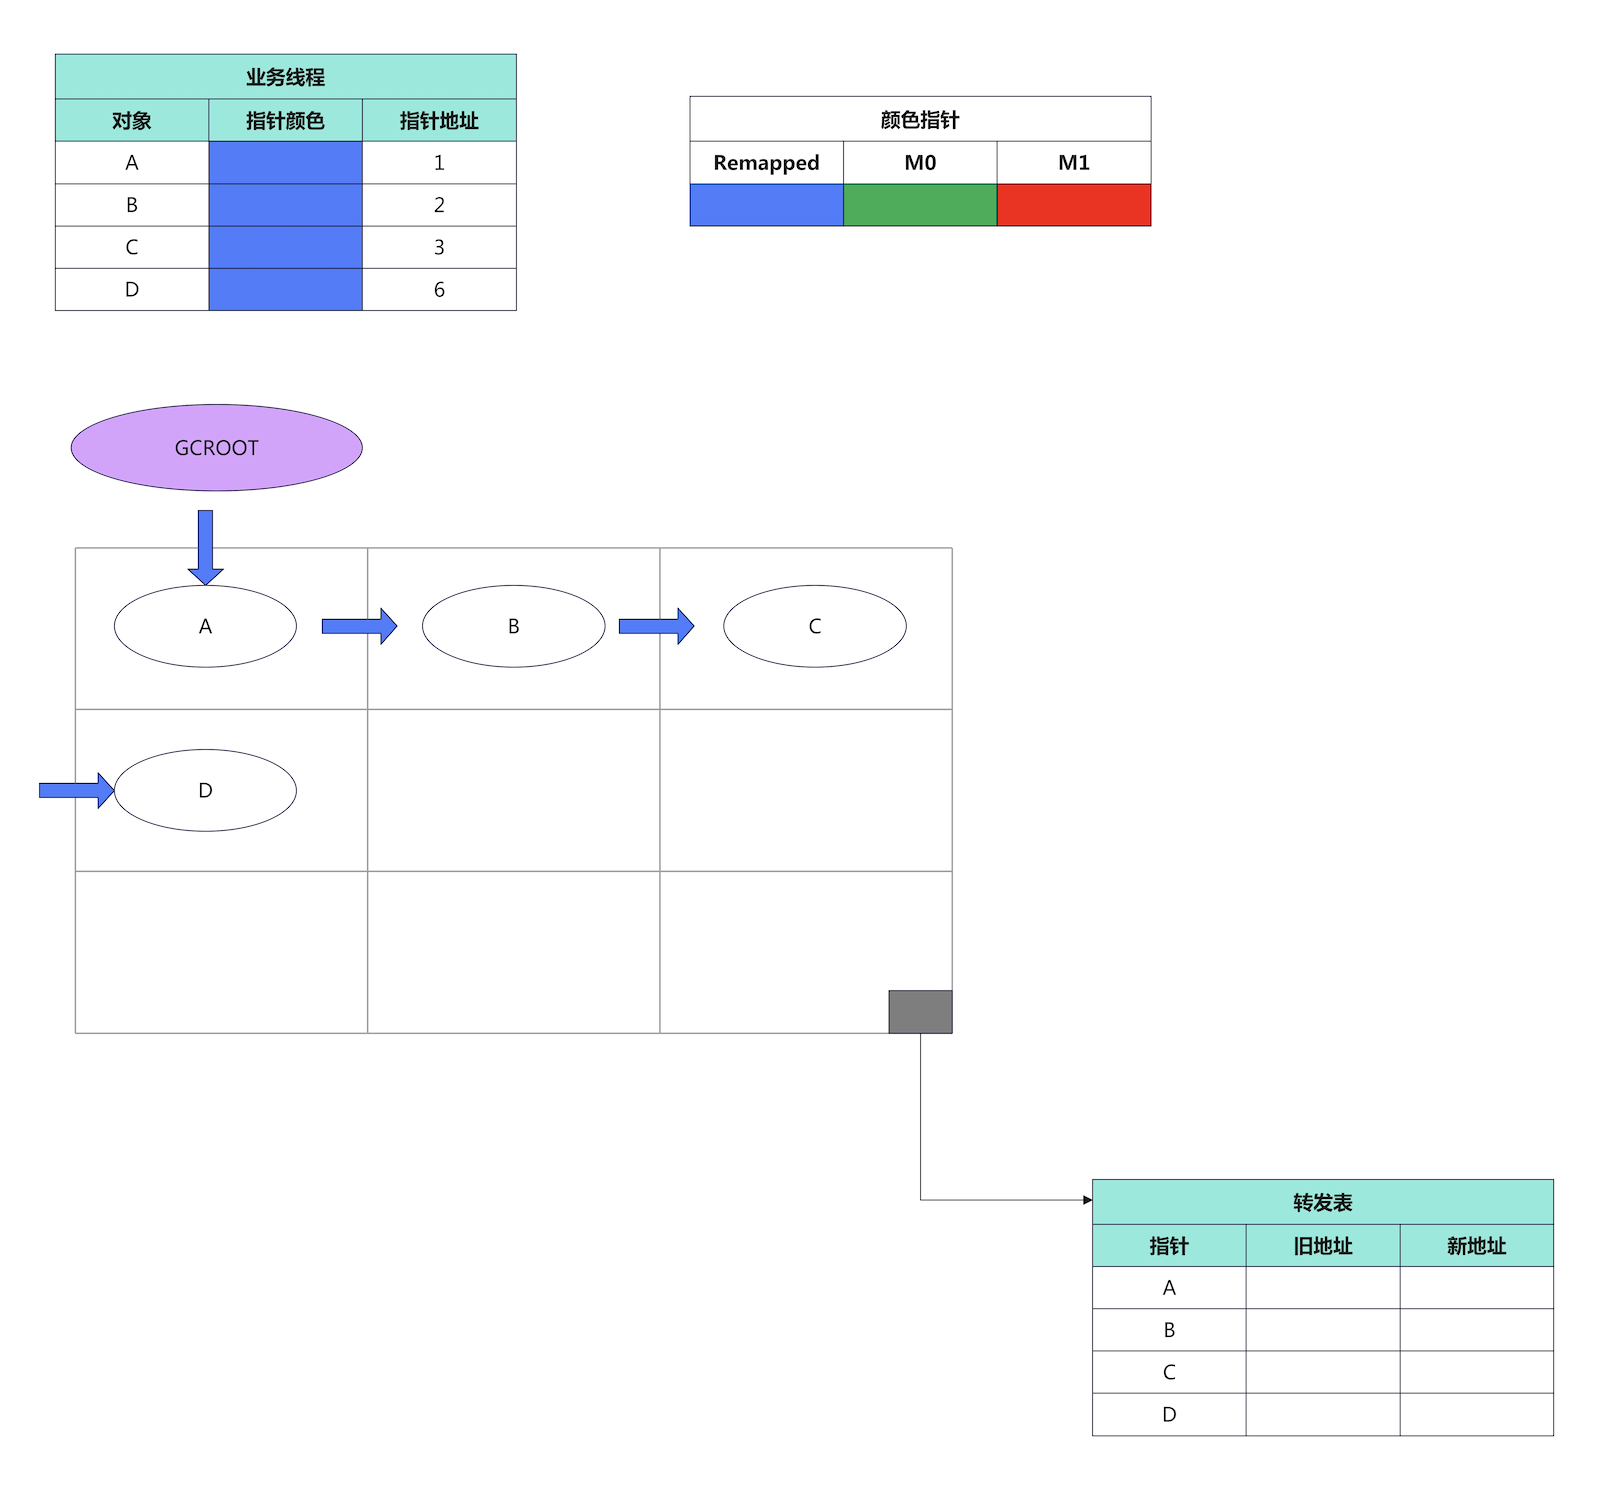 业务线程
对象 指针颜色 指针地址
A 1
B 2
C 3
D 6
颜色指针
Remapped M0 M1
GCROOT
A B C
D
转发表
指针 旧地址 新地址
A
B
C
D